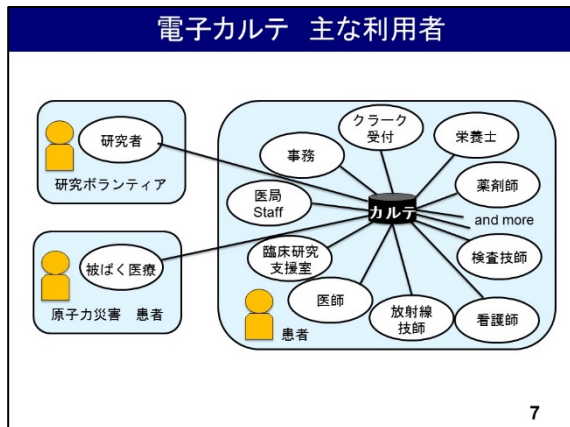 電子カルテ 主な利用者
研究者
研究ボランティア
被ばく医療
原子力災害 患者
クラーク
受付
栄養士
事務
薬剤師
医局
Staff
カルテ
and more
臨床研究
支援室
検査技師
医師
放射線
技師
看護師
患者
7